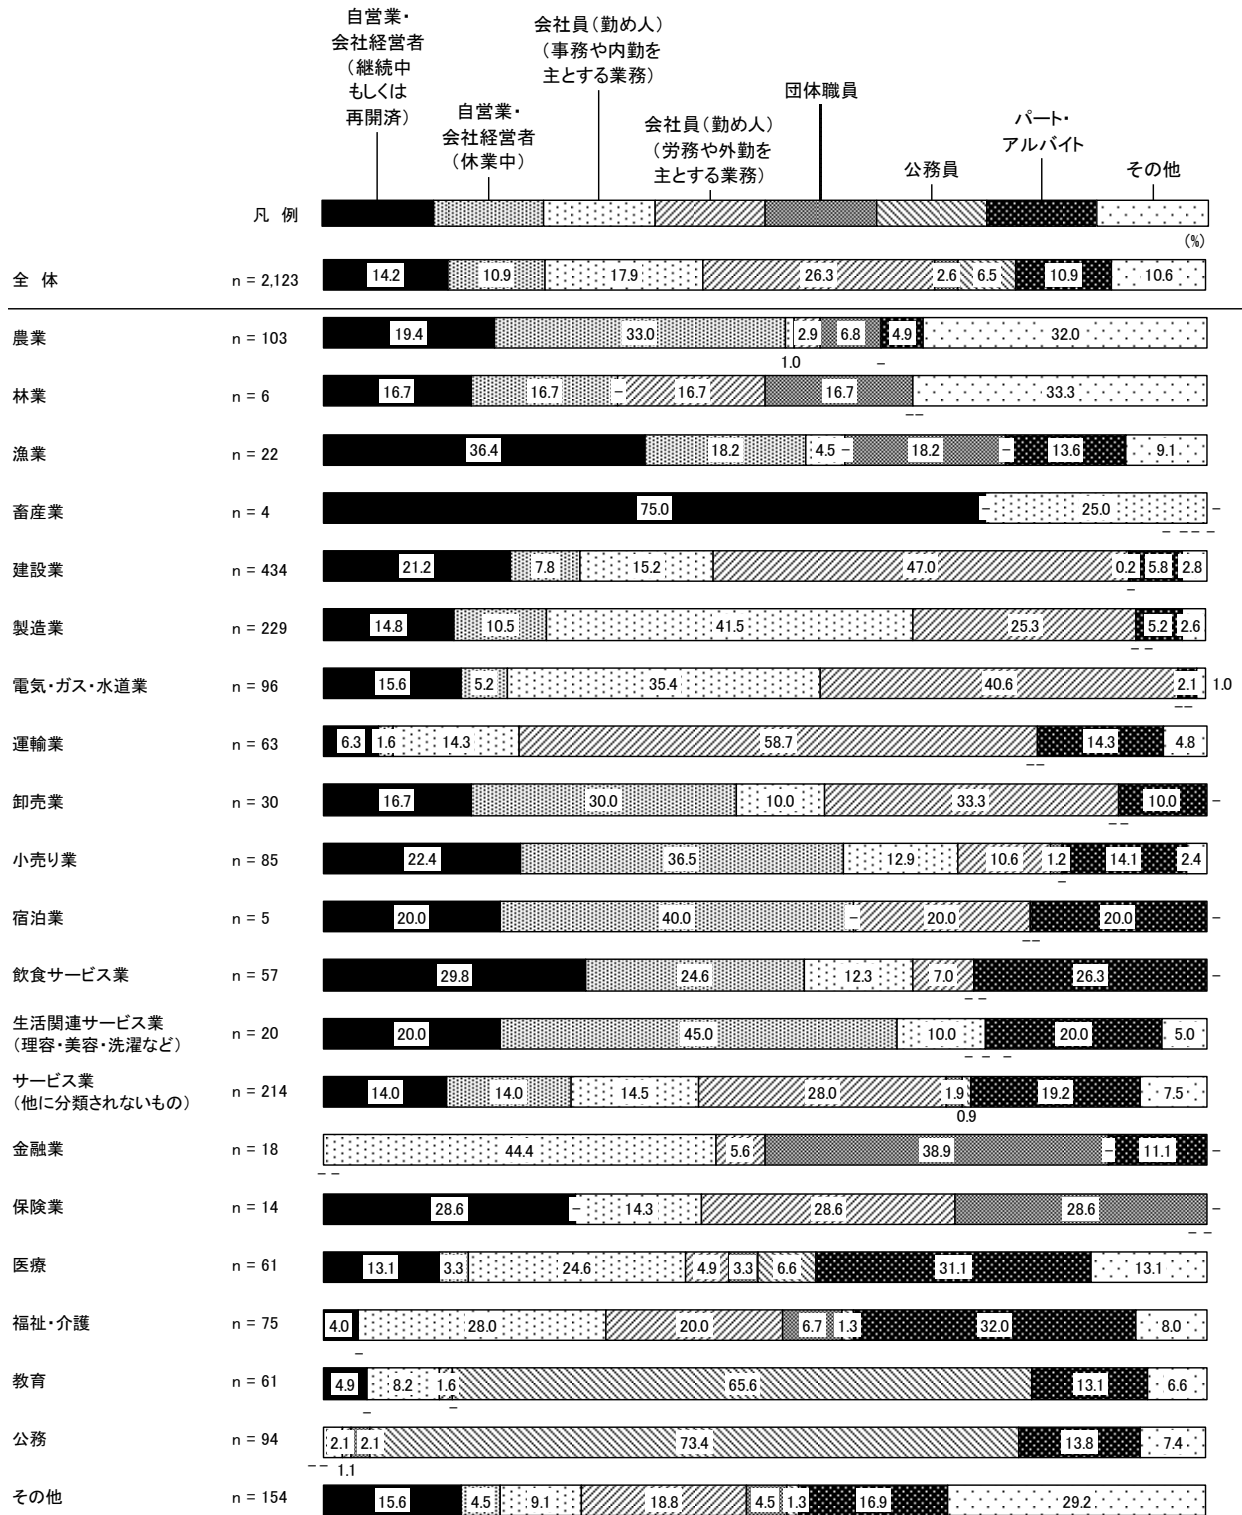 自営業・
会社経営者
（継続中
もしくは
再開済）
自営業・
会社経営者
（休業中）
会社員（勤め人）
（事務や内勤を
主とする業務）
会社員（勤め人）
（労務や外勤を
主とする業務）
団体職員
公務員
パート・
アルバイト
その他
凡 例
(%)
全 体 n = 2,123 14.2 10.9 17.9 26.3 2.6 6.5 10.9 10.6
農業 n = 103 19.4 33.0 2.9 6.8 4.9 32.0
1.0 −
林業 n = 6 16.7 16.7 − 16.7 16.7 33.3
− −
漁業 n = 22 36.4 18.2 4.5 − 18.2 − 13.6 9.1
畜産業 n = 4 75.0 − 25.0 −
− − − −
建設業 n = 434 21.2 7.8 15.2 47.0 0.2 5.8 2.8
−
製造業 n = 229 14.8 10.5 41.5 25.3 5.2 2.6
− −
電気・ガス・水道業 n = 96 15.6 5.2 35.4 40.6 2.1 1.0
− −
運輸業 n = 63 6.3 1.6 14.3 58.7 14.3 4.8
− −
卸売業 n = 30 16.7 30.0 10.0 33.3 10.0 −
− −
小売り業 n = 85 22.4 36.5 12.9 10.6 1.2 14.1 2.4
−
宿泊業 n = 5 20.0 40.0 − 20.0 20.0 −
− −
飲食サービス業 n = 57 29.8 24.6 12.3 7.0 26.3 −
− −
生活関連サービス業
（理容・美容・洗濯など） n = 20 20.0 45.0 10.0 20.0 5.0
− − −
サービス業
（他に分類されないもの） n = 214 14.0 14.0 14.5 28.0 1.9 19.2 7.5
0.9
金融業 n = 18 44.4 5.6 38.9 − 11.1 −
− −
保険業 n = 14 28.6 − 14.3 28.6 28.6 −
− −
医療 n = 61 13.1 3.3 24.6 4.9 3.3 6.6 31.1 13.1
福祉・介護 n = 75 4.0 28.0 20.0 6.7 1.3 32.0 8.0
−
教育 n = 61 4.9 8.2 1.6 65.6 13.1 6.6
− −
公務 n = 94 2.1 2.1 73.4 13.8 7.4
− − 1.1
その他 n = 154 15.6 4.5 9.1 18.8 4.5 1.3 16.9 29.2